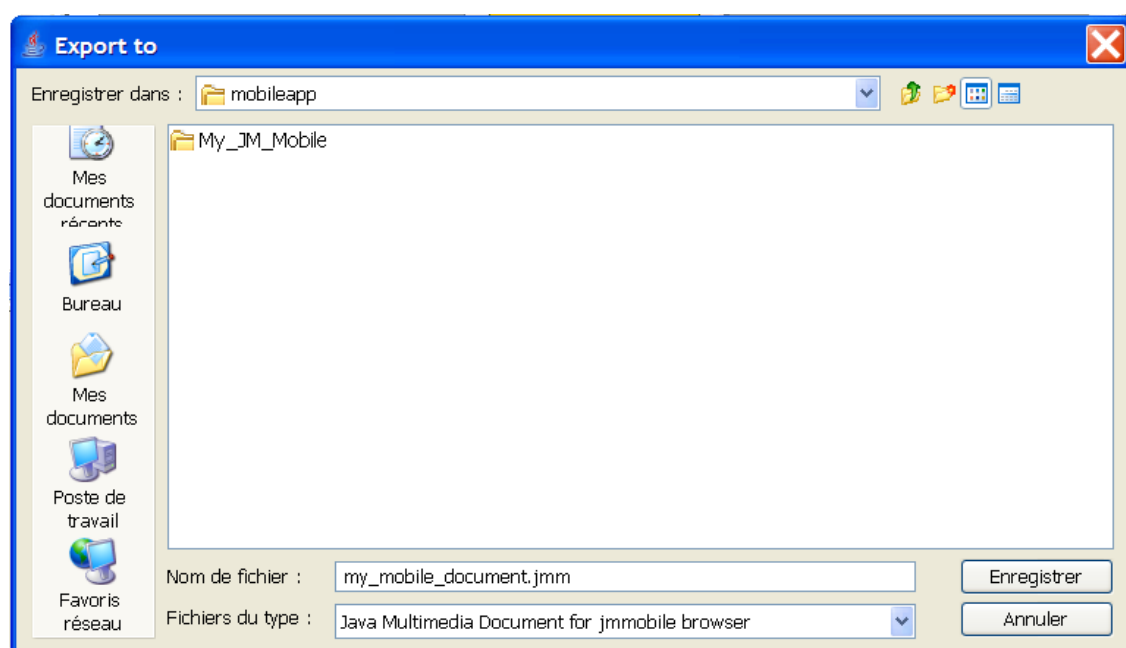 Export to
Enregistrer dans :
mobileapp
My_JM_Mobile
Mes
documents
récents
Bureau
Mes
documents
Poste de
travail
Favoris
réseau
Nom de fichier :
my_mobile_document.jmm
Enregistrer
Fichiers du type :
Java Multimedia Document for jmmobile browser
Annuler